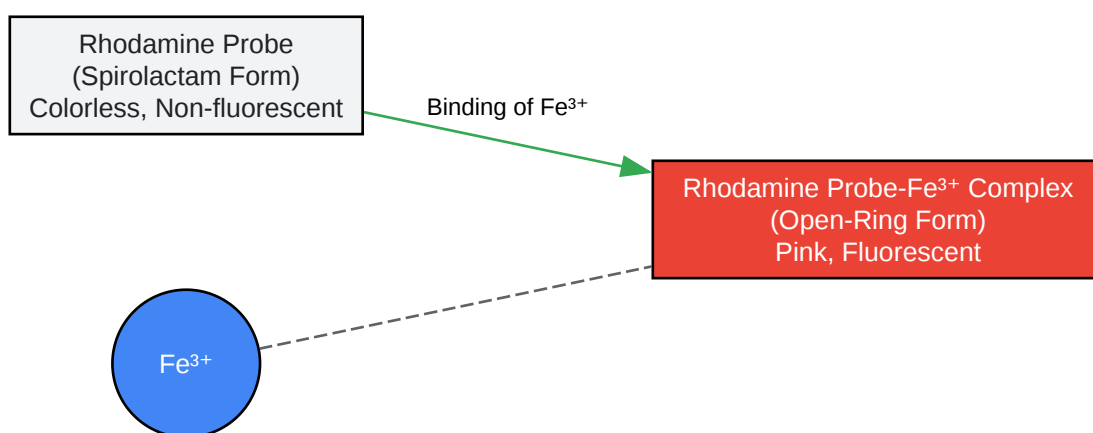 Rhodamine Probe
(Spirolactam Form)
Colorless, Non-fluorescent
Binding of Fe³⁺
Rhodamine Probe-Fe³⁺ Complex
(Open-Ring Form)
Pink, Fluorescent
Fe³⁺